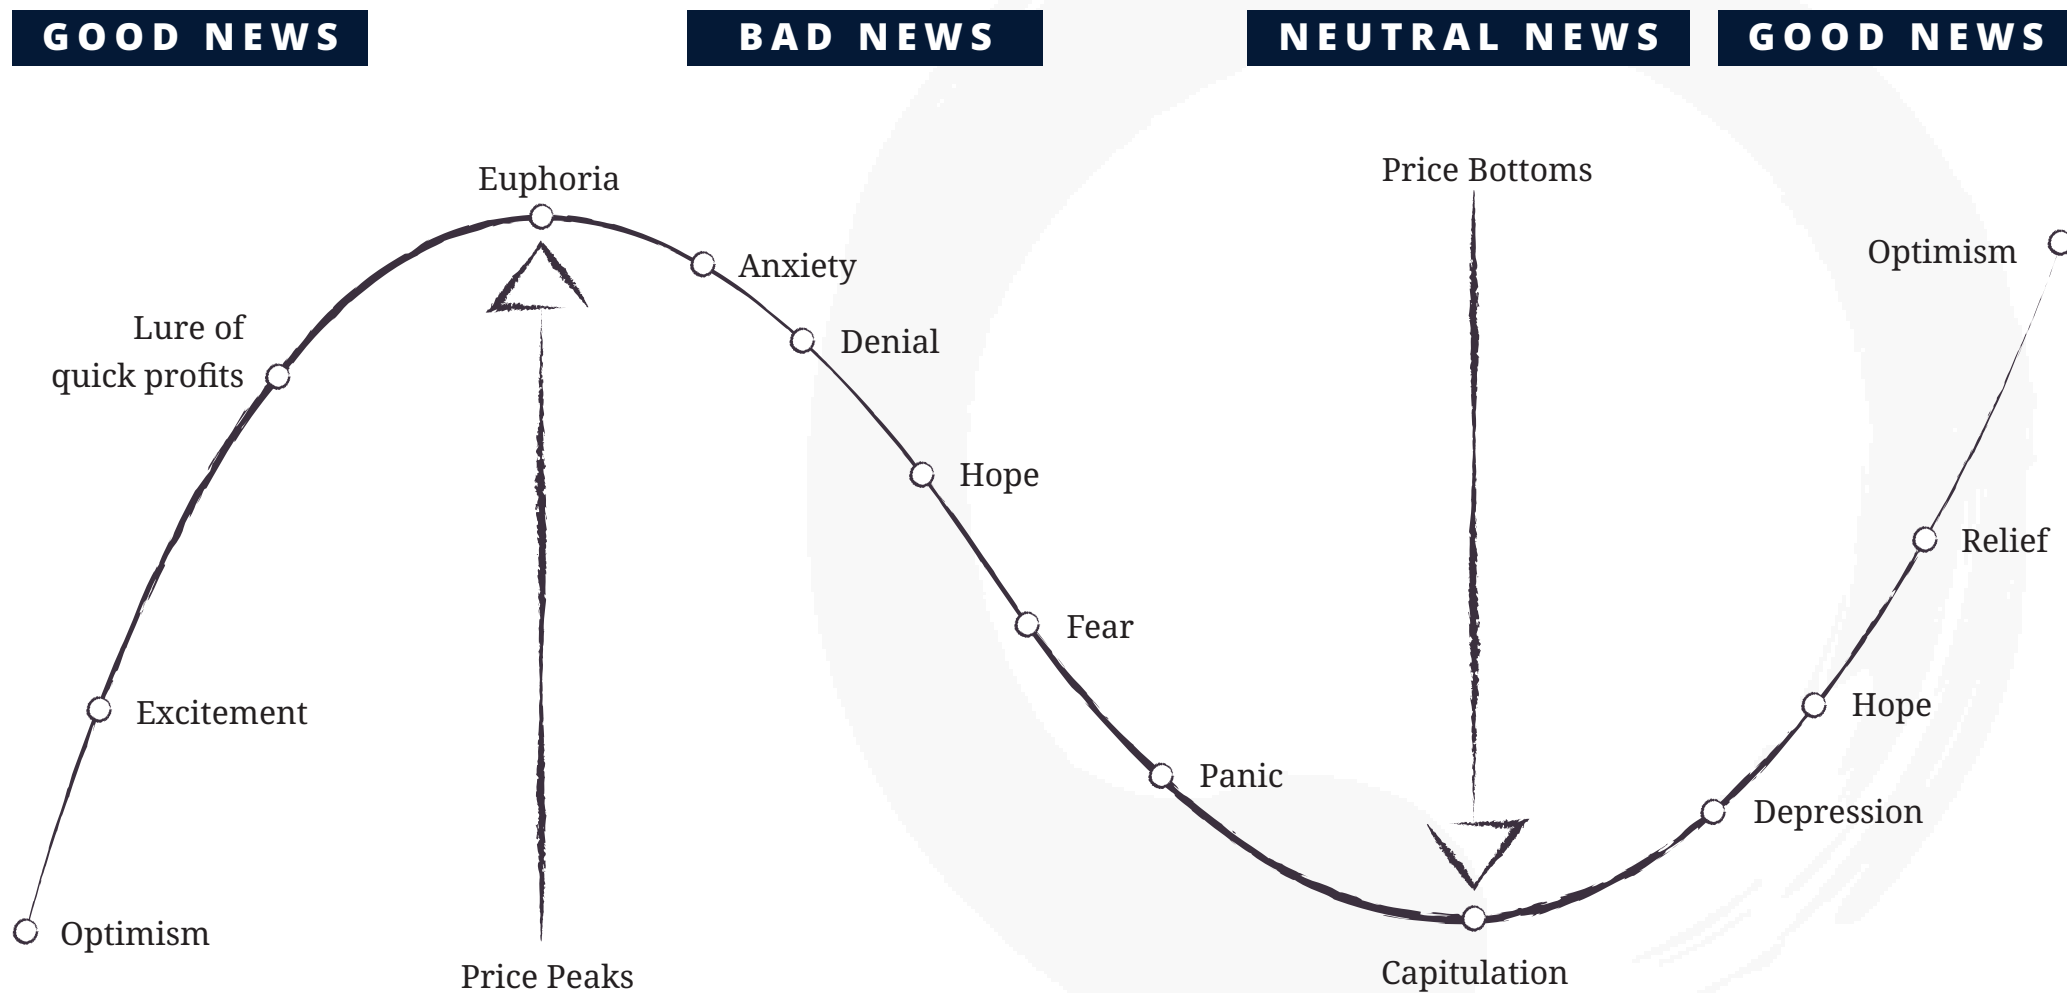 GOOD NEWS
BAD NEWS
NEUTRAL NEWS
GOOD NEWS
Euphoria
Price Bottoms
Anxiety
Optimism
Lure of
quick profits
Denial
Hope
Relief
Fear
Excitement
Hope
Panic
Depression
Optimism
Price Peaks
Capitulation